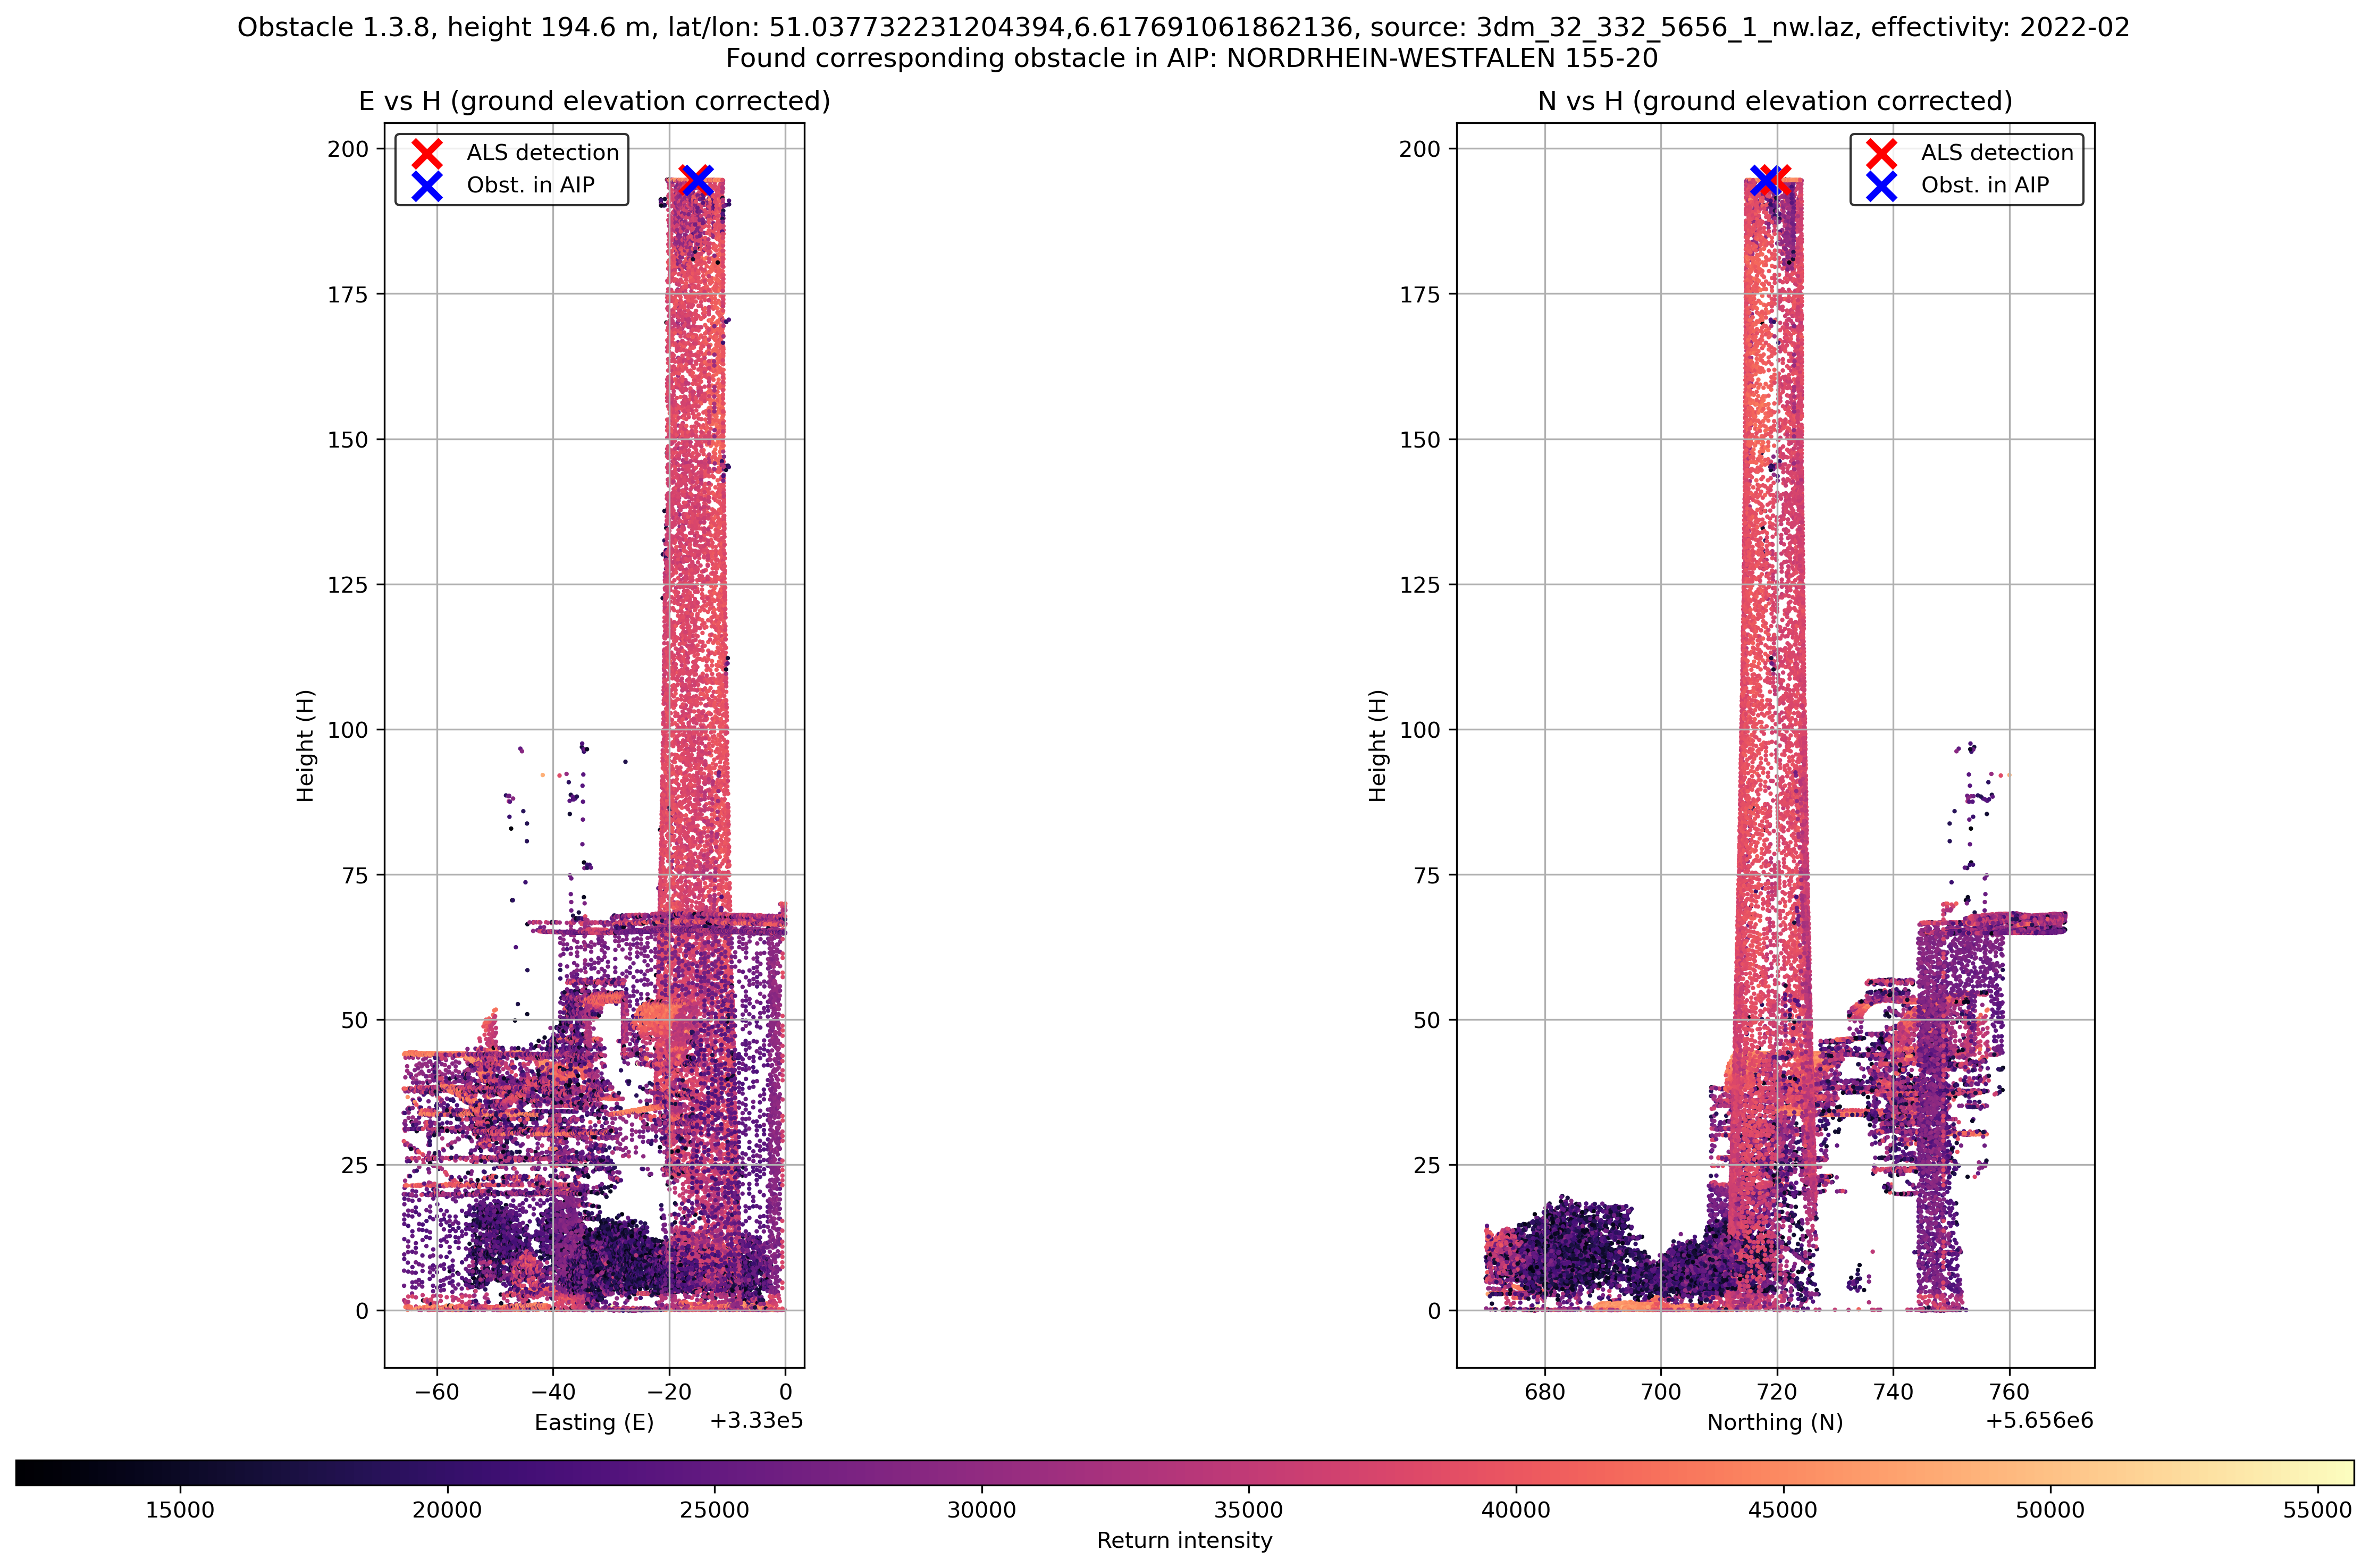 Obstacle 1.3.8, height 194.6 m, lat/lon: 51.037732231204394,6.617691061862136, source: 3dm_32_332_5656_1_nw.laz, effectivity: 2022-02
Found corresponding obstacle in AIP: NORDRHEIN-WESTFALEN 155-20
E vs H (ground elevation corrected)
ALS detection
Obst. in AIP
200
175
150
125
100
75
50
25
0
Height (H)
−60
−40
−20
0
Easting (E)
+3.33e5
N vs H (ground elevation corrected)
ALS detection
Obst. in AIP
200
175
150
125
100
75
50
25
0
Height (H)
680
700
720
740
760
Northing (N)
+5.656e6
15000
20000
25000
30000
35000
40000
45000
50000
55000
Return intensity